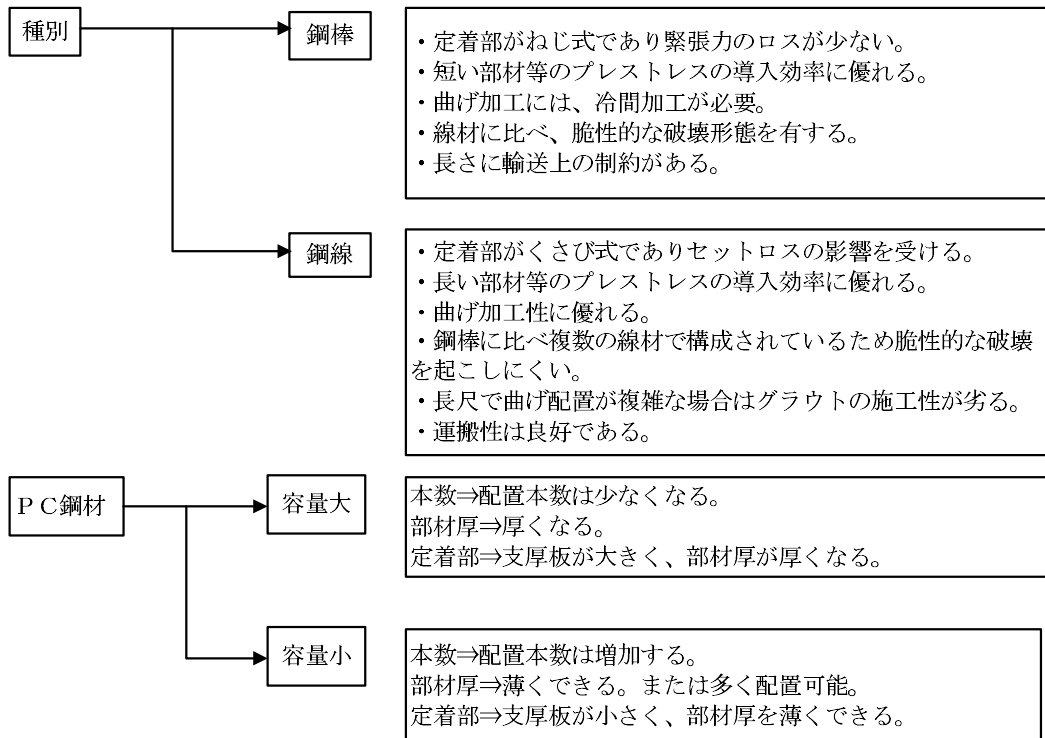 種別
鋼棒
・定着部がねじ式であり緊張力のロスが少ない。
・短い部材等のプレストレスの導入効率に優れる。
・曲げ加工には、冷間加工が必要。
・線材に比べ、脆性的な破壊形態を有する。
・長さに輸送上の制約がある。
鋼線
・定着部がくさび式でありセットロスの影響を受ける。
・長い部材等のプレストレスの導入効率に優れる。
・曲げ加工性に優れる。
・鋼棒に比べ複数の線材で構成されているため脆性的な破壊
を起こしにくい。
・長尺で曲げ配置が複雑な場合はグラウトの施工性が劣る。
・運搬性は良好である。
ＰＣ鋼材
容量大
本数⇒配置本数は少なくなる。
部材厚⇒厚くなる。
定着部⇒支厚板が大きく、部材厚が厚くなる。
容量小
本数⇒配置本数は増加する。
部材厚⇒薄くできる。または多く配置可能。
定着部⇒支厚板が小さく、部材厚を薄くできる。